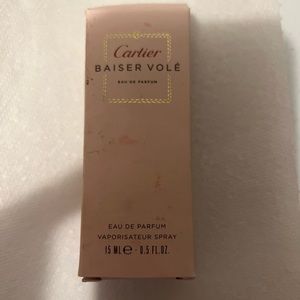 Cartier
BAISER VOLÉ
EAU DE PARFUM
EAU DE PARFUM
VAPORISATEUR SPRAY
15 ML℮ - 0.5 FL.OZ.